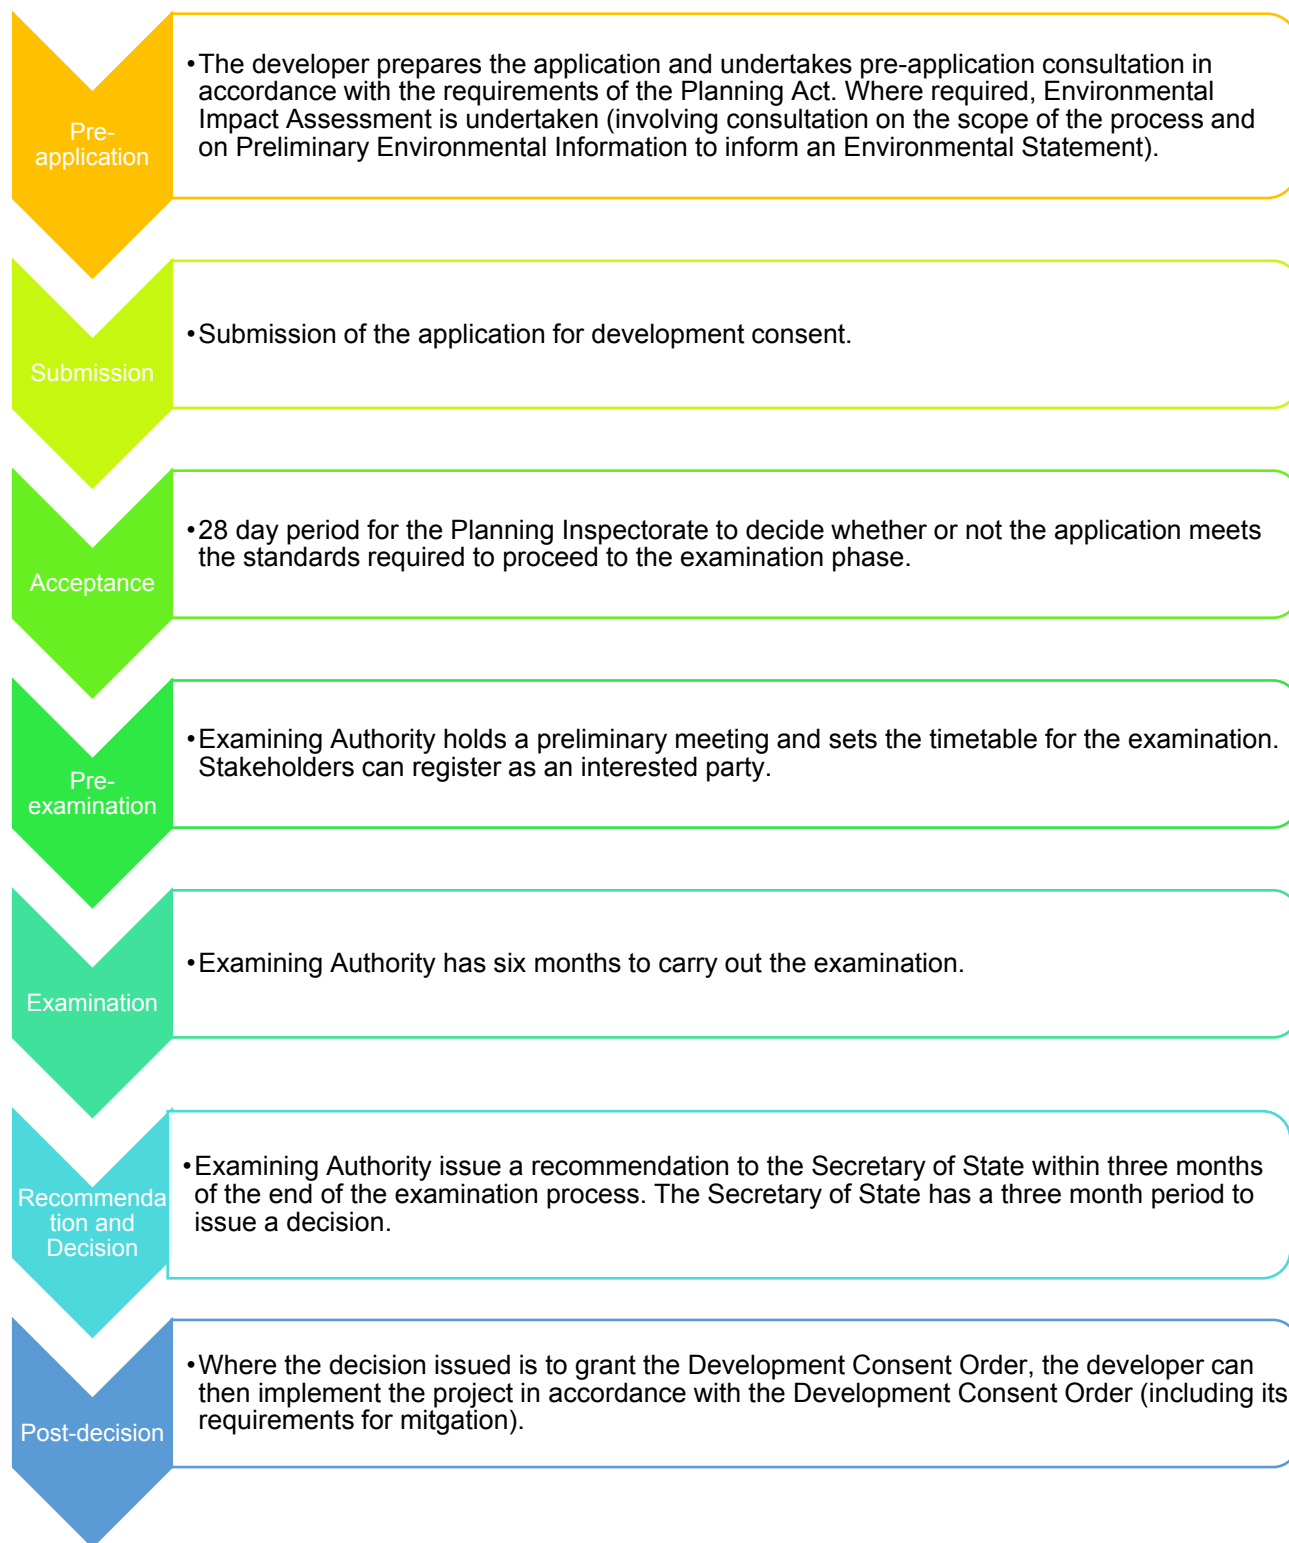 Pre-
application
•The developer prepares the application and undertakes pre-application consultation in
accordance with the requirements of the Planning Act. Where required, Environmental
Impact Assessment is undertaken (involving consultation on the scope of the process and
on Preliminary Environmental Information to inform an Environmental Statement).
Submission
•Submission of the application for development consent.
Acceptance
•28 day period for the Planning Inspectorate to decide whether or not the application meets
the standards required to proceed to the examination phase.
Pre-
examination
•Examining Authority holds a preliminary meeting and sets the timetable for the examination.
Stakeholders can register as an interested party.
Examination
•Examining Authority has six months to carry out the examination.
Recommenda
tion and
Decision
•Examining Authority issue a recommendation to the Secretary of State within three months
of the end of the examination process. The Secretary of State has a three month period to
issue a decision.
Post-decision
•Where the decision issued is to grant the Development Consent Order, the developer can
then implement the project in accordance with the Development Consent Order (including its
requirements for mitgation).